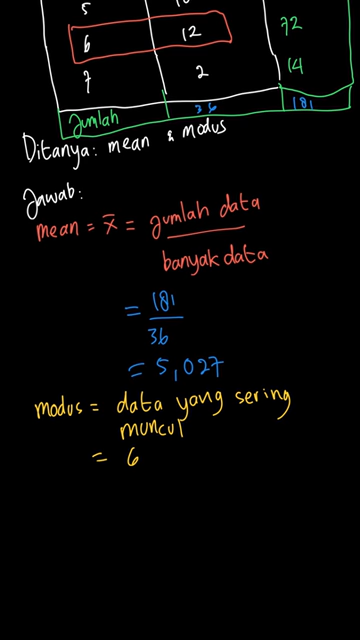 5
6 12 72
7 2 14
Jumlah 36 181
Ditanya: mean & modus
Jawab:
mean = x̄ = jumlah data
banyak data
= 181
36
= 5,027
modus = data yang sering
muncul
= 6